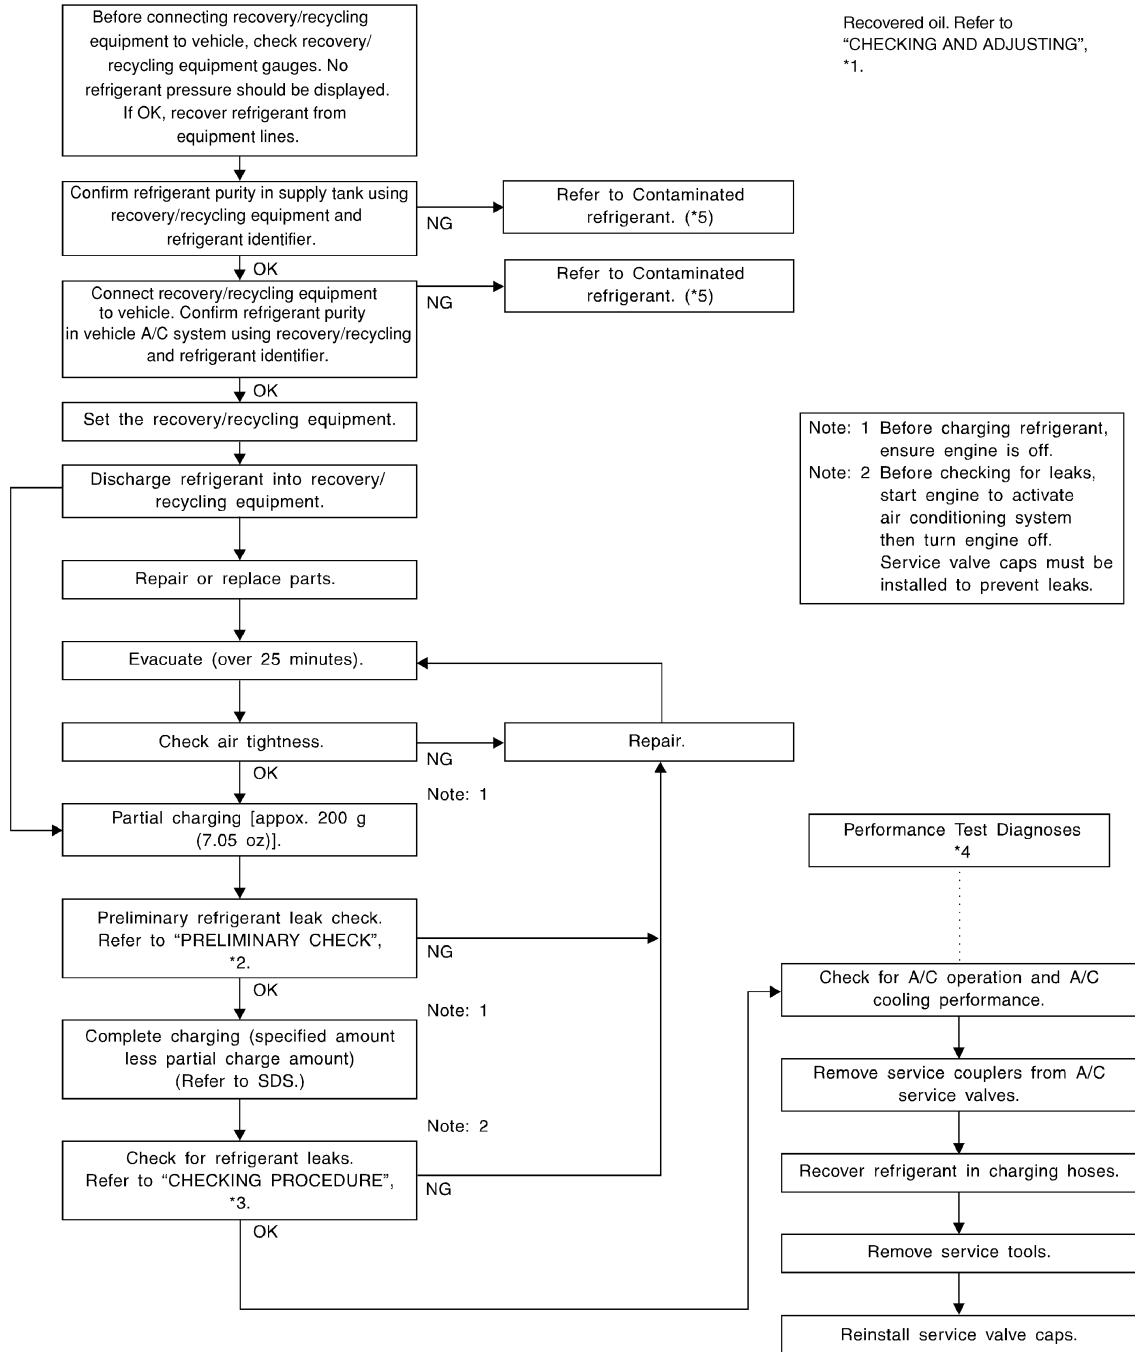 Before connecting recovery/recycling
equipment to vehicle, check recovery/
recycling equipment gauges. No
refrigerant pressure should be displayed.
If OK, recover refrigerant from
equipment lines.
Recovered oil. Refer to
“CHECKING AND ADJUSTING”,
*1.
Confirm refrigerant purity in supply tank using
recovery/recycling equipment and
refrigerant identifier.
NG
Refer to Contaminated
refrigerant. (*5)
OK
Connect recovery/recycling equipment
to vehicle. Confirm refrigerant purity
in vehicle A/C system using recovery/recycling
and refrigerant identifier.
NG
Refer to Contaminated
refrigerant. (*5)
OK
Set the recovery/recycling equipment.
Note: 1 Before charging refrigerant,
ensure engine is off.
Note: 2 Before checking for leaks,
start engine to activate
air conditioning system
then turn engine off.
Service valve caps must be
installed to prevent leaks.
Discharge refrigerant into recovery/
recycling equipment.
Repair or replace parts.
Evacuate (over 25 minutes).
Check air tightness.
NG
Repair.
OK
Note: 1
Partial charging [appox. 200 g
(7.05 oz)].
Preliminary refrigerant leak check.
Refer to “PRELIMINARY CHECK”,
*2.
NG
OK
Note: 1
Complete charging (specified amount
less partial charge amount)
(Refer to SDS.)
Note: 2
Check for refrigerant leaks.
Refer to “CHECKING PROCEDURE”,
*3.
NG
OK
Performance Test Diagnoses
*4
Check for A/C operation and A/C
cooling performance.
Remove service couplers from A/C
service valves.
Recover refrigerant in charging hoses.
Remove service tools.
Reinstall service valve caps.